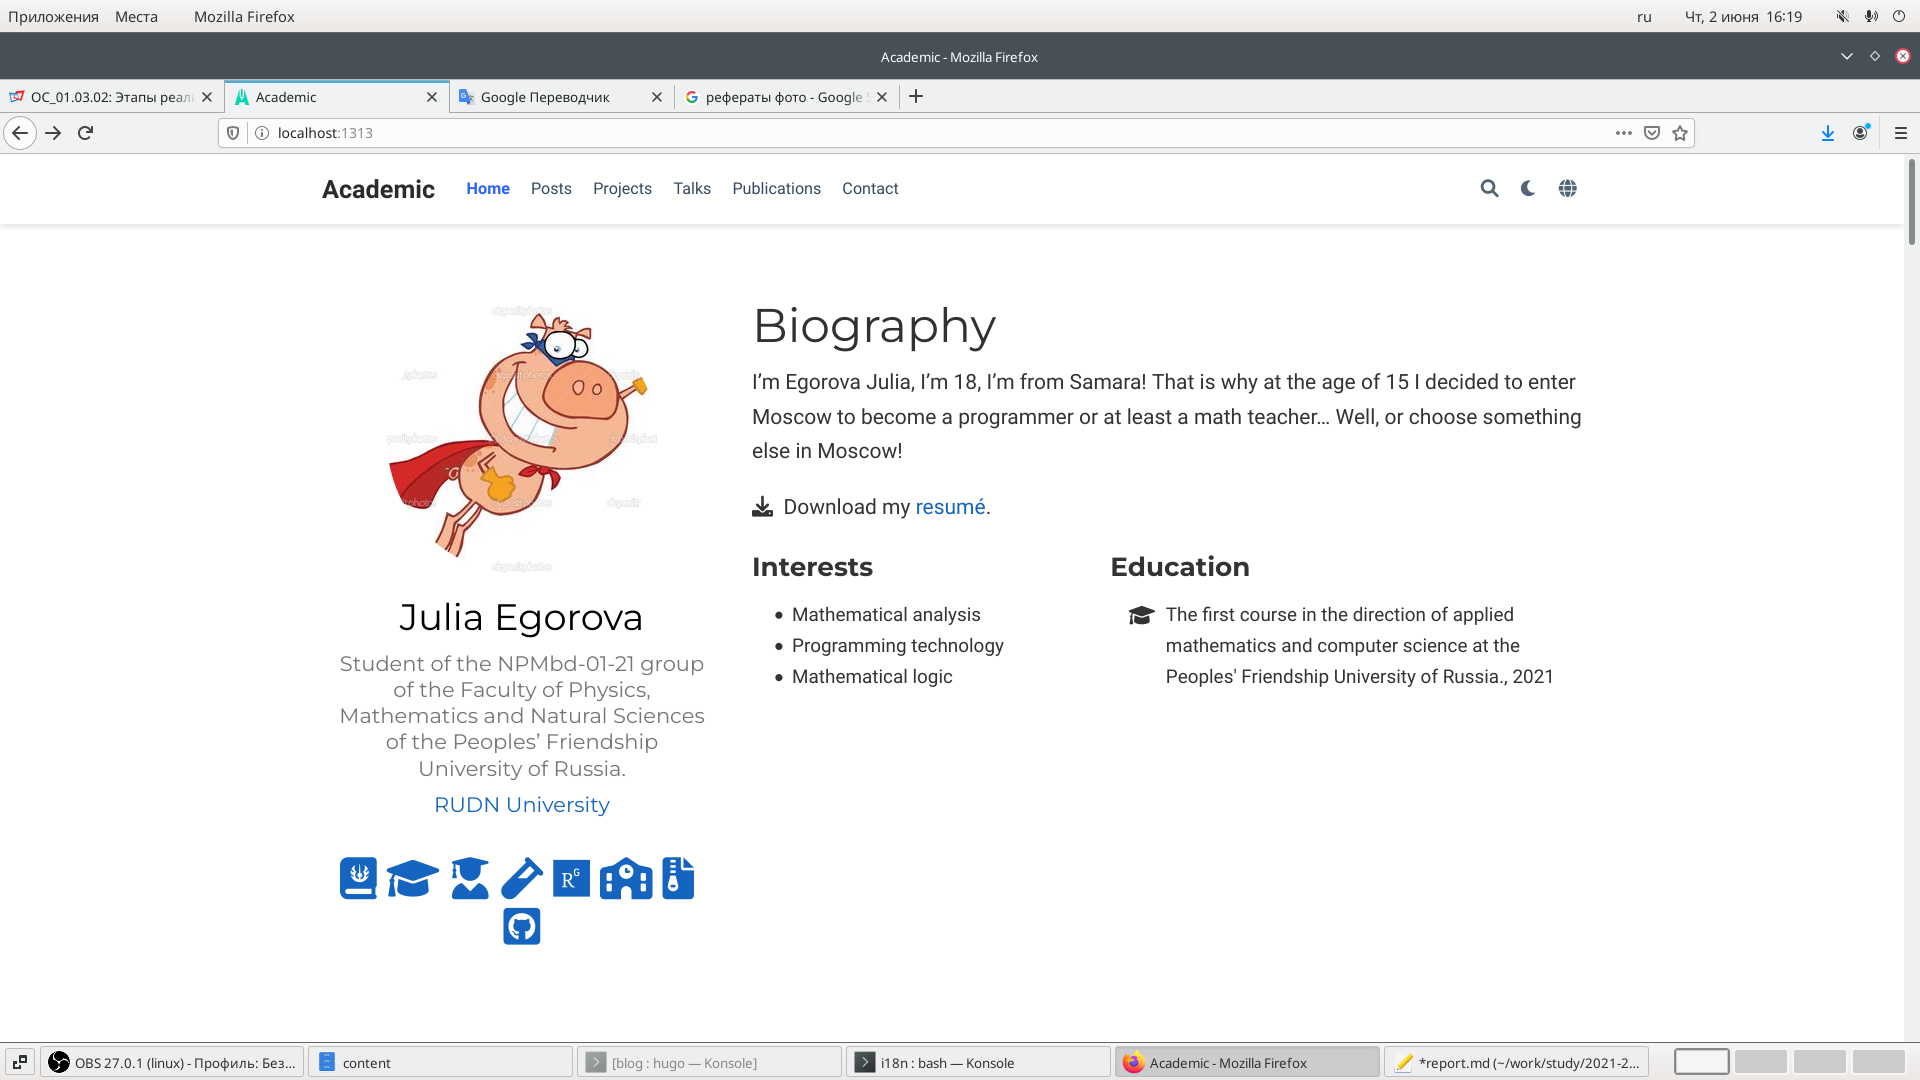 Приложения Места Mozilla Firefox ru Чт, 2 июня 16:19
Academic - Mozilla Firefox
ОС_01.03.02: Этапы реал Academic Google Переводчик рефераты фото - Google S
localhost:1313
Academic Home Posts Projects Talks Publications Contact
Biography
I’m Egorova Julia, I’m 18, I’m from Samara! That is why at the age of 15 I decided to enter
Moscow to become a programmer or at least a math teacher… Well, or choose something
else in Moscow!
Download my resumé.
Interests
Mathematical analysis
Programming technology
Mathematical logic
Education
The first course in the direction of applied
mathematics and computer science at the
Peoples' Friendship University of Russia., 2021
Julia Egorova
Student of the NPMbd-01-21 group
of the Faculty of Physics,
Mathematics and Natural Sciences
of the Peoples’ Friendship
University of Russia.
RUDN University
R G
OBS 27.0.1 (linux) - Профиль: Без... content [blog : hugo — Konsole] i18n : bash — Konsole Academic - Mozilla Firefox *report.md (~/work/study/2021-2...